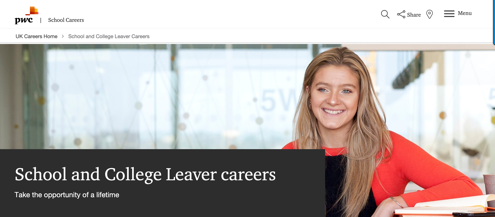 pwc | School Careers
Share
Menu
UK Careers Home > School and College Leaver Careers
School and College Leaver careers
Take the opportunity of a lifetime